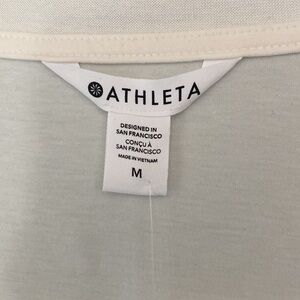 ATHLETA
DESIGNED IN
SAN FRANCISCO
CONÇU À
SAN FRANCISCO
MADE IN VIETNAM
M